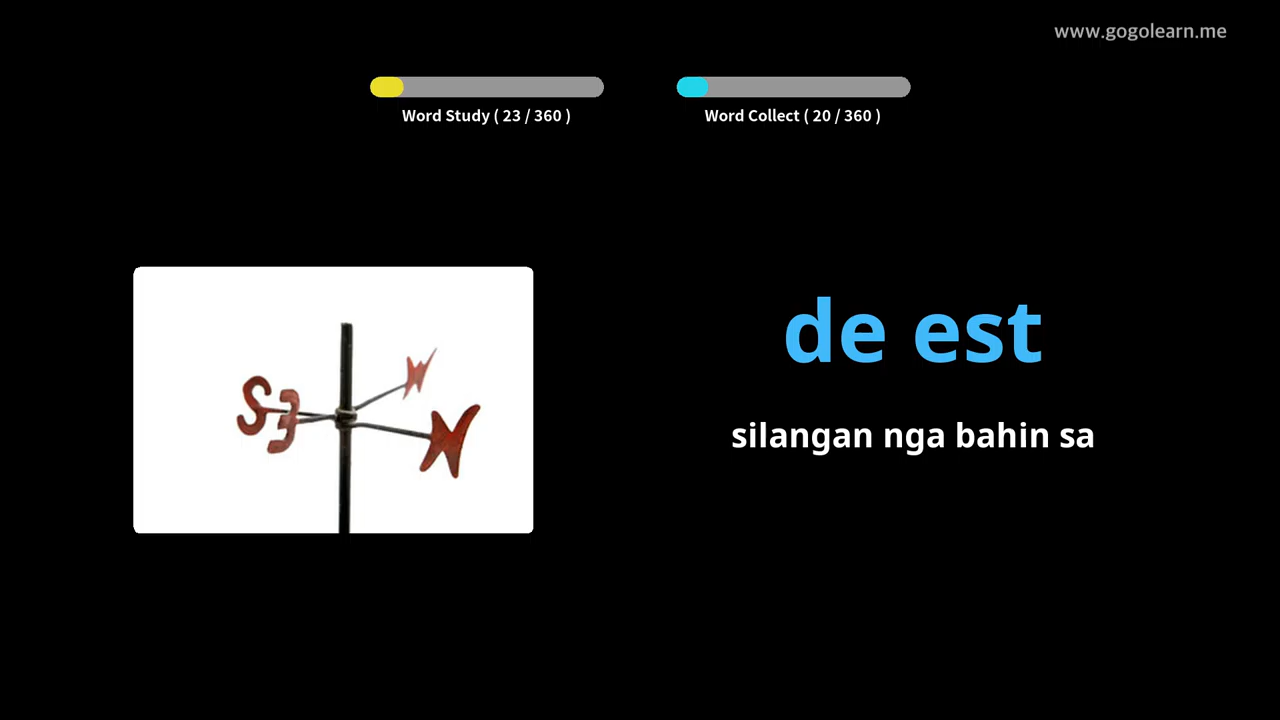 www.gogolearn.me
Word Study ( 23 / 360 )
Word Collect ( 20 / 360 )
S E N W
de est
silangan nga bahin sa